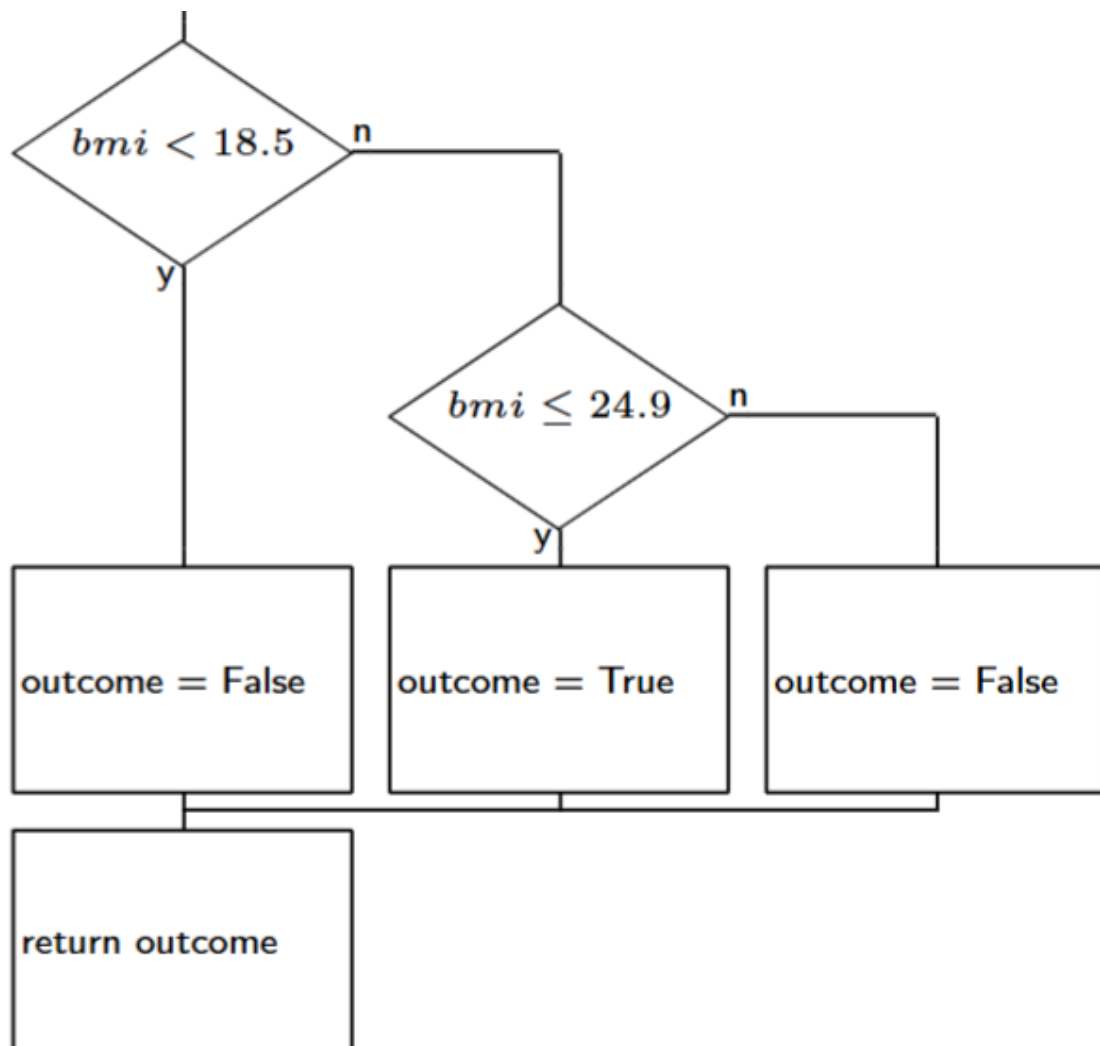 bmi < 18.5
n
y
bmi ≤ 24.9
n
y
outcome = False
outcome = True
outcome = False
return outcome